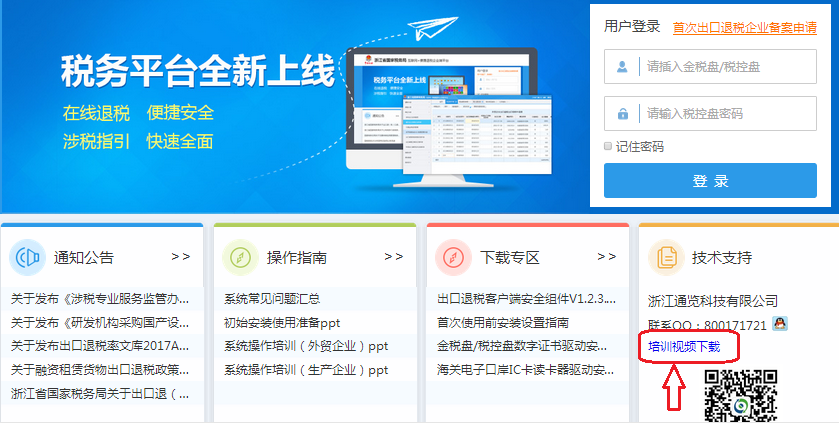 税务平台全新上线
在线退税 便捷安全
涉税指引 快速全面
用户登录 首次出口退税企业备案申请
请插入金税盘/税控盘
请输入税控盘密码
记住密码
登 录
通知公告 >>
关于发布《涉税专业服务监管办...
关于发布《研发机构采购国产设...
关于发布出口退税率文库2017A...
关于融资租赁货物出口退税政策...
浙江省国家税务局关于出口退（...
操作指南 >>
系统常见问题汇总
初始安装使用准备ppt
系统操作培训（外贸企业）ppt
系统操作培训（生产企业）ppt
下载专区 >>
出口退税客户端安全组件V1.2.3....
首次使用前安装设置指南
金税盘/税控盘数字证书驱动安...
海关电子口岸IC卡读卡器驱动安...
技术支持
浙江通览科技有限公司
联系QQ：800171721
培训视频下载